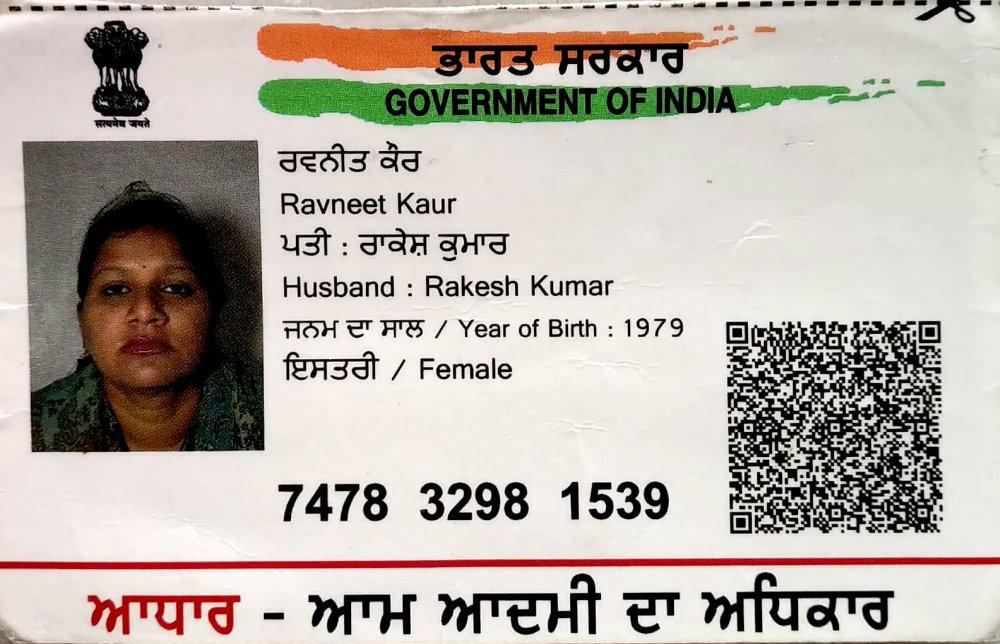 सत्यमेव जयते
ਭਾਰਤ ਸਰਕਾਰ
GOVERNMENT OF INDIA
ਰਵਨੀਤ ਕੌਰ
Ravneet Kaur
ਪਤੀ : ਰਾਕੇਸ਼ ਕੁਮਾਰ
Husband : Rakesh Kumar
ਜਨਮ ਦਾ ਸਾਲ / Year of Birth : 1979
ਇਸਤਰੀ / Female
7478 3298 1539
ਆਧਾਰ - ਆਮ ਆਦਮੀ ਦਾ ਅਧਿਕਾਰ